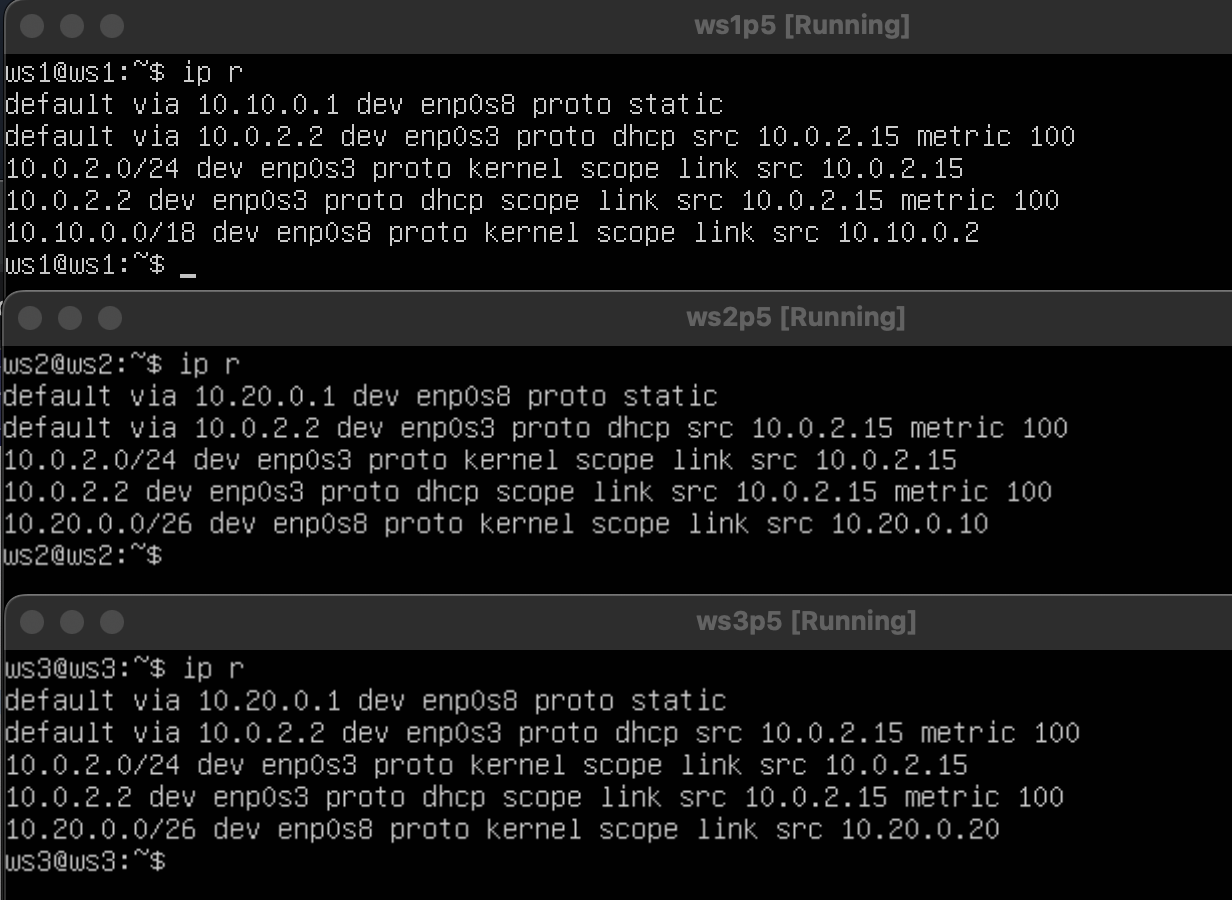 ws1p5 [Running]
ws1@ws1:~$ ip r
default via 10.10.0.1 dev enp0s8 proto static
default via 10.0.2.2 dev enp0s3 proto dhcp src 10.0.2.15 metric 100
10.0.2.0/24 dev enp0s3 proto kernel scope link src 10.0.2.15
10.0.2.2 dev enp0s3 proto dhcp scope link src 10.0.2.15 metric 100
10.10.0.0/18 dev enp0s8 proto kernel scope link src 10.10.0.2
ws1@ws1:~$ _
ws2p5 [Running]
ws2@ws2:~$ ip r
default via 10.20.0.1 dev enp0s8 proto static
default via 10.0.2.2 dev enp0s3 proto dhcp src 10.0.2.15 metric 100
10.0.2.0/24 dev enp0s3 proto kernel scope link src 10.0.2.15
10.0.2.2 dev enp0s3 proto dhcp scope link src 10.0.2.15 metric 100
10.20.0.0/26 dev enp0s8 proto kernel scope link src 10.20.0.10
ws2@ws2:~$
ws3p5 [Running]
ws3@ws3:~$ ip r
default via 10.20.0.1 dev enp0s8 proto static
default via 10.0.2.2 dev enp0s3 proto dhcp src 10.0.2.15 metric 100
10.0.2.0/24 dev enp0s3 proto kernel scope link src 10.0.2.15
10.0.2.2 dev enp0s3 proto dhcp scope link src 10.0.2.15 metric 100
10.20.0.0/26 dev enp0s8 proto kernel scope link src 10.20.0.20
ws3@ws3:~$